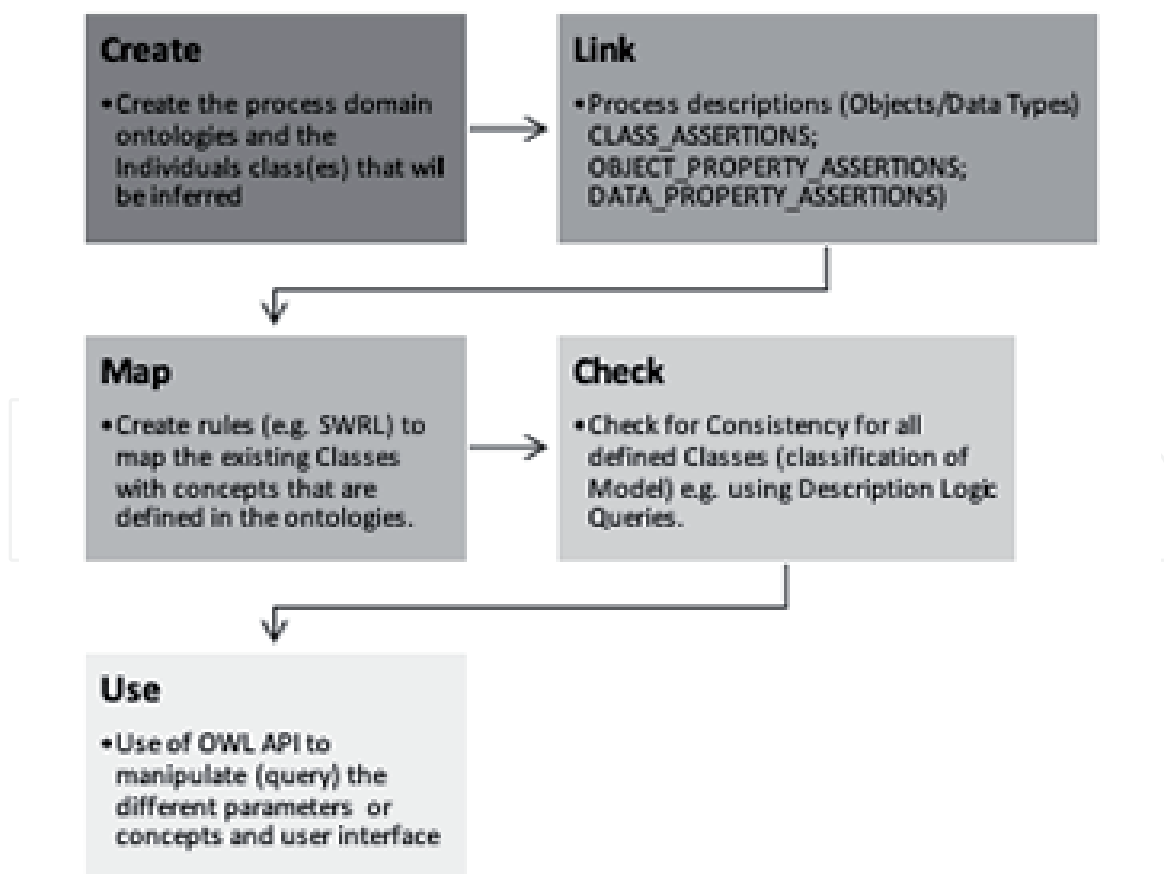 Create
•Create the process domain
ontologies and the
Individuals class(es) that will
be inferred
Link
•Process descriptions (Objects/Data Types)
CLASS_ASSERTIONS;
OBJECT_PROPERTY_ASSERTIONS;
DATA_PROPERTY_ASSERTIONS)
Map
•Create rules (e.g. SWRL) to
map the existing Classes
with concepts that are
defined in the ontologies.
Check
•Check for Consistency for all
defined Classes (classification of
Model) e.g. using Description Logic
Queries.
Use
•Use of OWL API to
manipulate (query) the
different parameters or
concepts and user interface